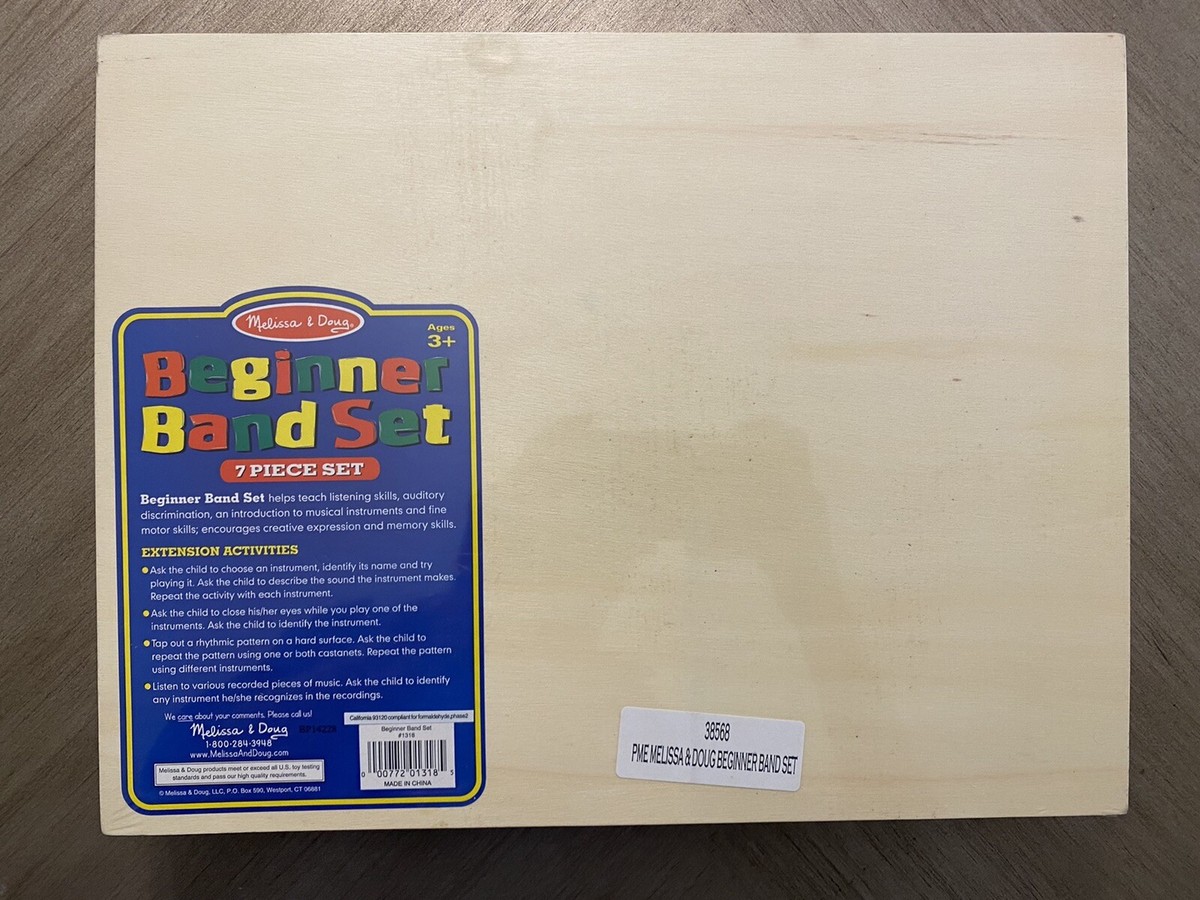 Melissa & Doug®
Ages
3+
Beginner
Band Set
7 PIECE SET
Beginner Band Set helps teach listening skills, auditory
discrimination, an introduction to musical instruments and fine
motor skills; encourages creative expression and memory skills.
EXTENSION ACTIVITIES
• Ask the child to choose an instrument, identify its name and try
playing it. Ask the child to describe the sound the instrument makes.
Repeat the activity with each instrument.
• Ask the child to close his/her eyes while you play one of the
instruments. Ask the child to identify the instrument.
• Tap out a rhythmic pattern on a hard surface. Ask the child to
repeat the pattern using one or both castanets. Repeat the pattern
using different instruments.
• Listen to various recorded pieces of music. Ask the child to identify
any instrument he/she recognizes in the recordings.
We care about your comments. Please call us!
Melissa & Doug
1-800-284-3948
www.MelissaAndDoug.com
Melissa & Doug products meet or exceed all U.S. toy testing
standards and pass our high quality requirements.
© Melissa & Doug, LLC, P.O. Box 590, Westport, CT 06881
California 93120 compliant for formaldehyde,phase2
Beginner Band Set
#1318
0 00772 01318 5
MADE IN CHINA
38568
PME MELISSA & DOUG BEGINNER BAND SET